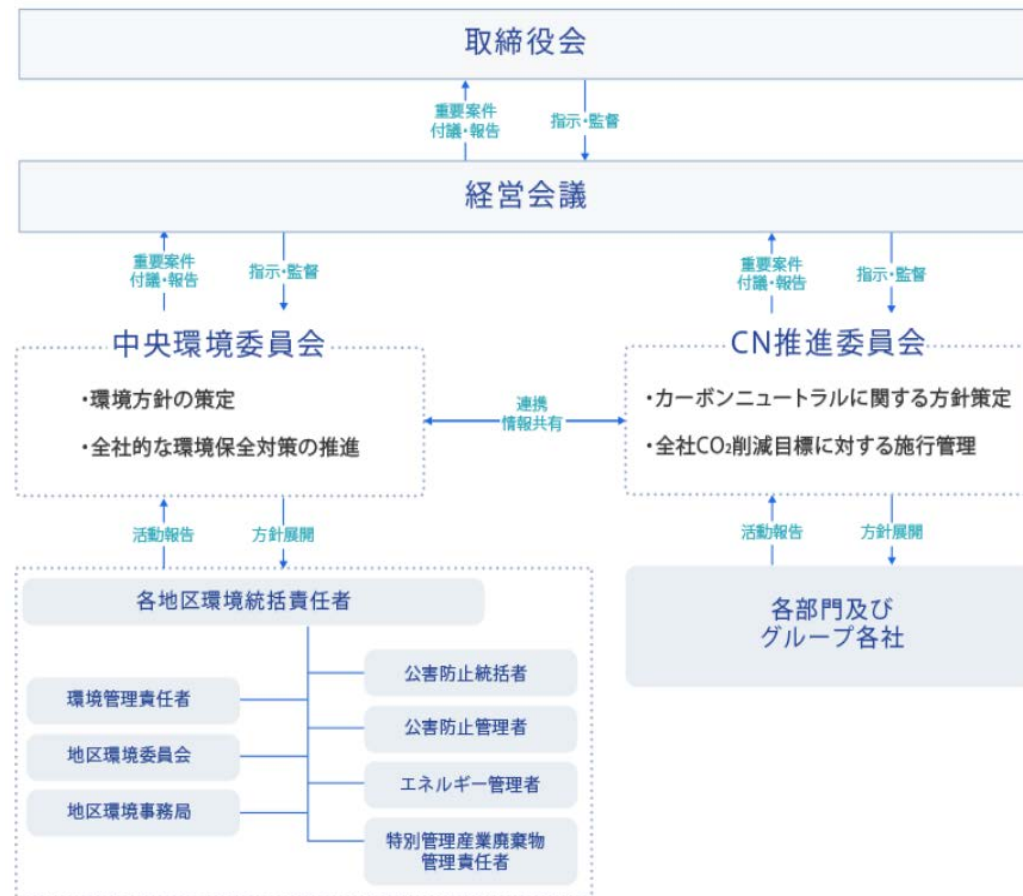 取締役会
重要案件
付議・報告
指示・監督
経営会議
重要案件
付議・報告
指示・監督
重要案件
付議・報告
指示・監督
中央環境委員会
・環境方針の策定
・全社的な環境保全対策の推進
連携
情報共有
CN推進委員会
・カーボンニュートラルに関する方針策定
・全社CO₂削減目標に対する施行管理
活動報告
方針展開
活動報告
方針展開
各地区環境統括責任者
環境管理責任者
地区環境委員会
地区環境事務局
公害防止統括者
公害防止管理者
エネルギー管理者
特別管理産業廃棄物
管理責任者
各部門及び
グループ各社